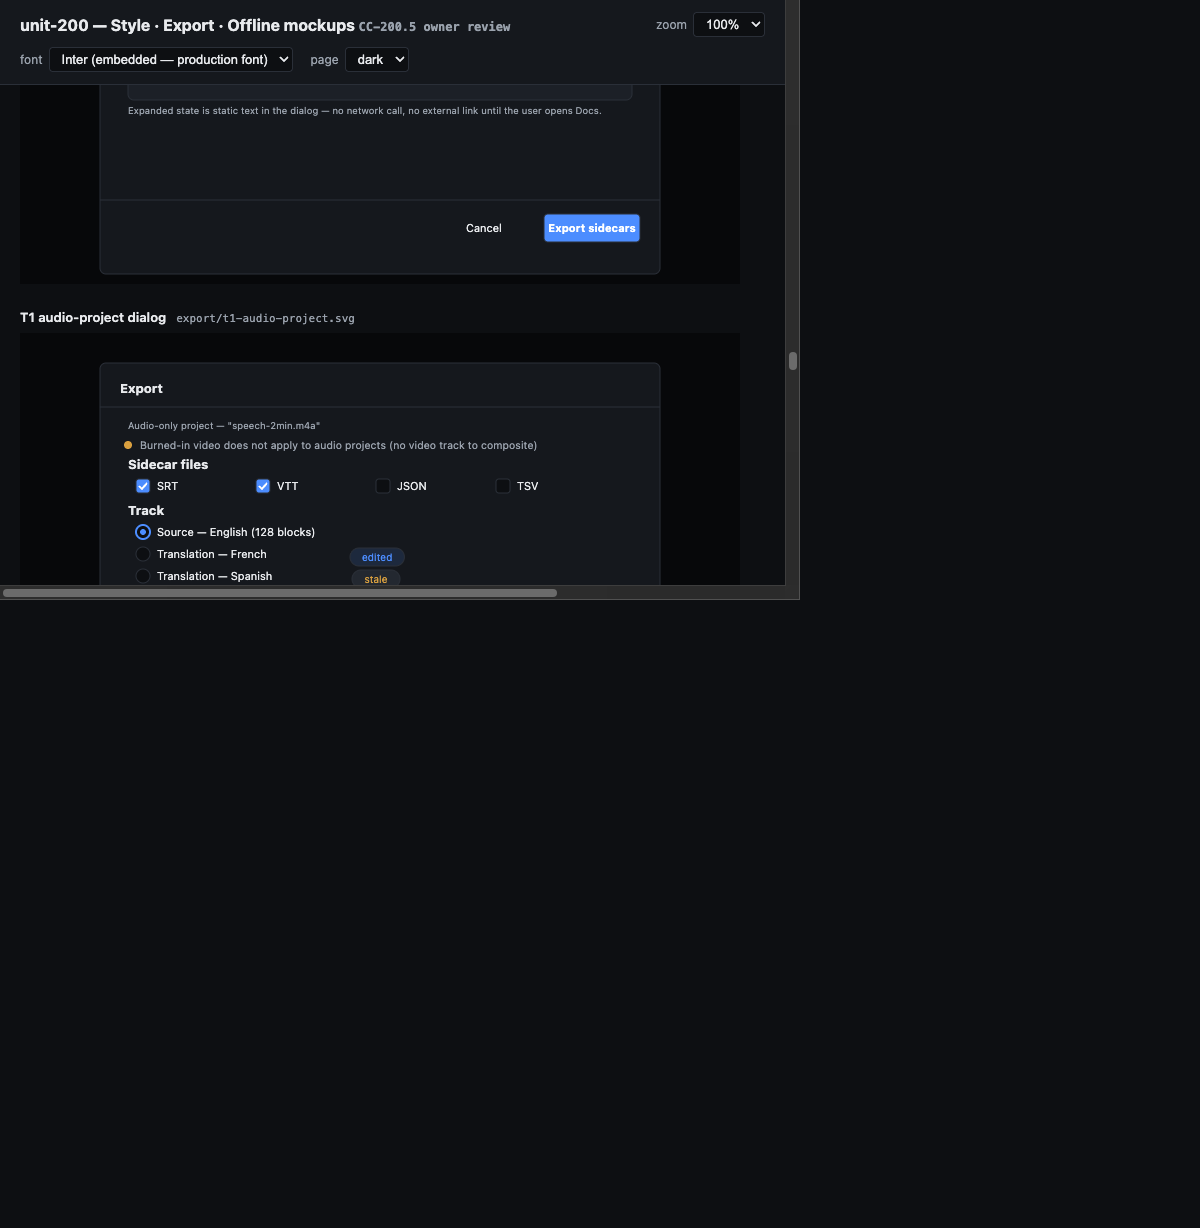 unit-200 — Style · Export · Offline mockups CC-200.5 owner review
zoom 100%
font Inter (embedded — production font) page dark
Expanded state is static text in the dialog — no network call, no external link until the user opens Docs.
Cancel Export sidecars
T1 audio-project dialog export/t1-audio-project.svg
Export
Audio-only project — "speech-2min.m4a"
Burned-in video does not apply to audio projects (no video track to composite)
Sidecar files
SRT VTT JSON TSV
Track
Source — English (128 blocks)
Translation — French edited
Translation — Spanish stale